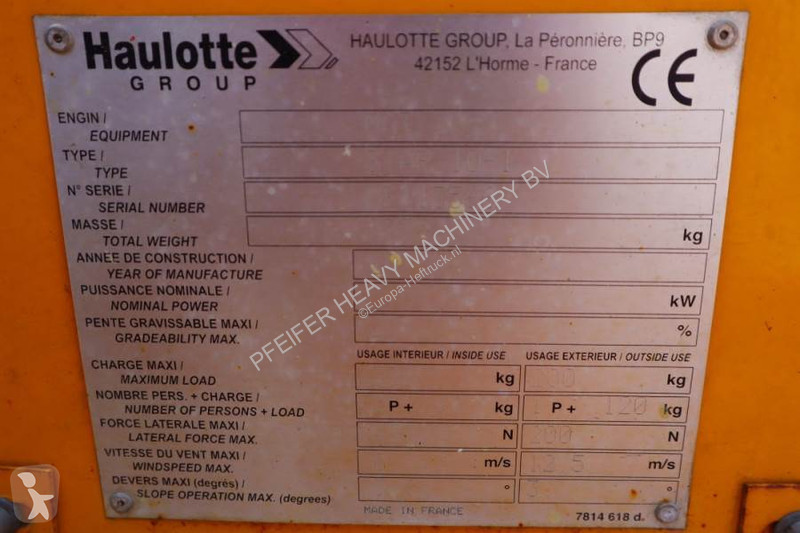 Haulotte
GROUP
HAULOTTE GROUP, La Péronnière, BP9
42152 L'Horme - France
CE
ENGIN /
EQUIPMENT
TYPE /
TYPE
N° SERIE /
SERIAL NUMBER
MASSE /
TOTAL WEIGHT
kg
ANNEE DE CONSTRUCTION /
YEAR OF MANUFACTURE
PUISSANCE NOMINALE /
NOMINAL POWER
kW
PENTE GRAVISSABLE MAXI /
GRADEABILITY MAX.
%
USAGE INTERIEUR / INSIDE USE USAGE EXTERIEUR / OUTSIDE USE
CHARGE MAXI /
MAXIMUM LOAD
kg kg
NOMBRE PERS. + CHARGE /
NUMBER OF PERSONS + LOAD
P + kg P + 120 kg
FORCE LATERALE MAXI /
LATERAL FORCE MAX.
N 200 N
VITESSE DU VENT MAXI /
WINDSPEED MAX.
m/s 12.5 m/s
DEVERS MAXI (degrès) /
SLOPE OPERATION MAX. (degrees)
° °
MADE IN FRANCE
7814 618 d.
PFEIFER HEAVY MACHINERY BV
©Europa-Heftruck.nl